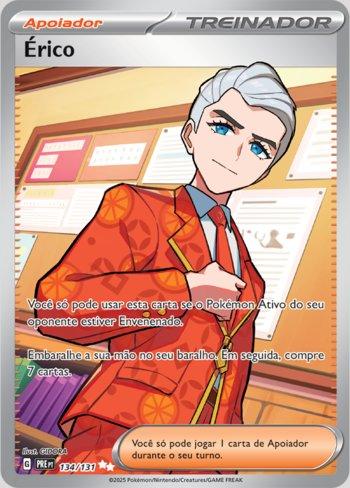 Apoiador
TREINADOR
Érico
Você só pode usar esta carta se o Pokémon Ativo do seu
oponente estiver Envenenado.
Embaralhe a sua mão no seu baralho. Em seguida, compre
7 cartas.
Illust. GIDORA
G PRE PT 134/131
Você só pode jogar 1 carta de Apoiador
durante o seu turno.
©2025 Pokémon/Nintendo/Creatures/GAME FREAK